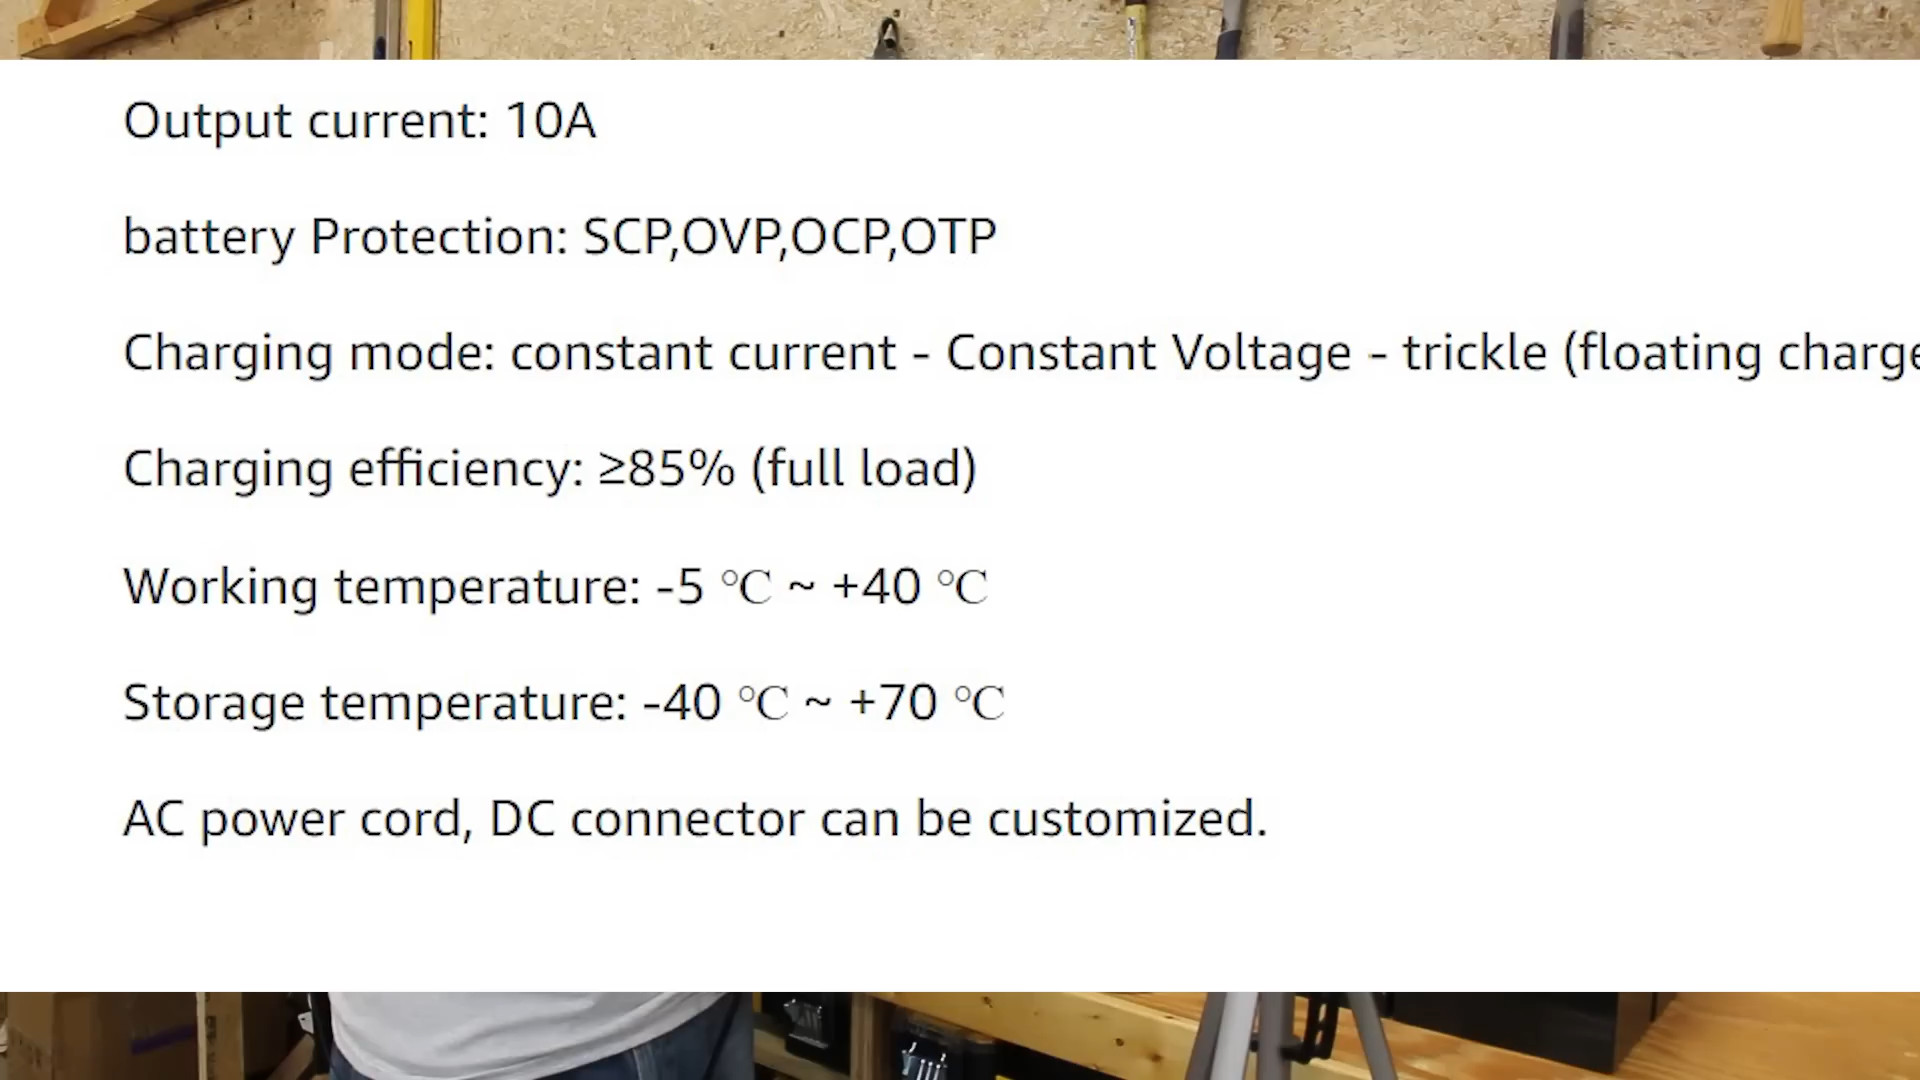 Output current: 10A
battery Protection: SCP,OVP,OCP,OTP
Charging mode: constant current - Constant Voltage - trickle (floating charge
Charging efficiency: ≥85% (full load)
Working temperature: -5 ℃ ~ +40 ℃
Storage temperature: -40 ℃ ~ +70 ℃
AC power cord, DC connector can be customized.